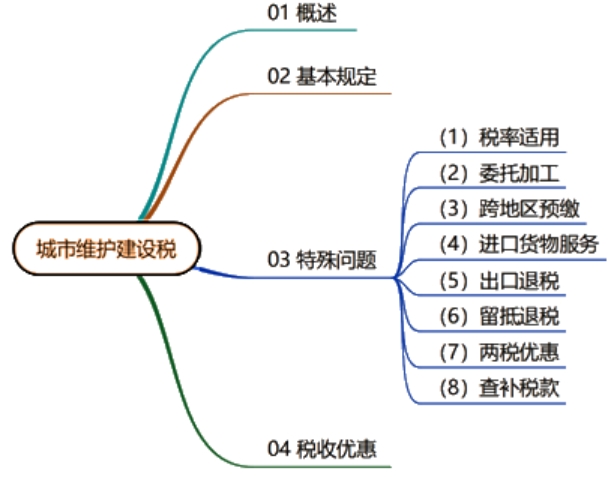 城市维护建设税
01 概述
02 基本规定
03 特殊问题
（1）税率适用
（2）委托加工
（3）跨地区预缴
（4）进口货物服务
（5）出口退税
（6）留抵退税
（7）两税优惠
（8）查补税款
04 税收优惠